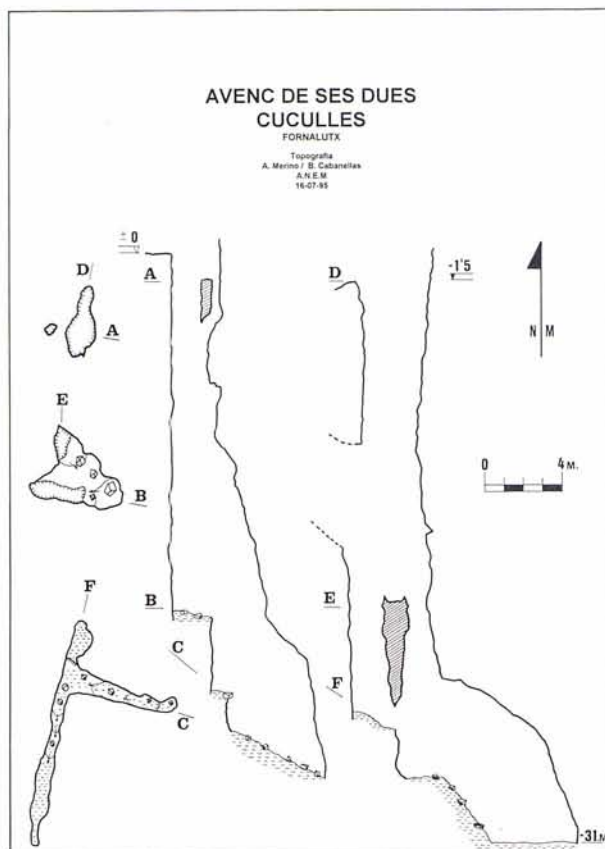 AVENC DE SES DUES
CUCULLES
FORNALUTX
Topografia
A. Merino / B. Cabanellas
A.N.E.M
16-07-95
± 0
D
A
D
-1'5
A
N M
E
0 4 M.
B
B
E
C
F
F
C
-31 M